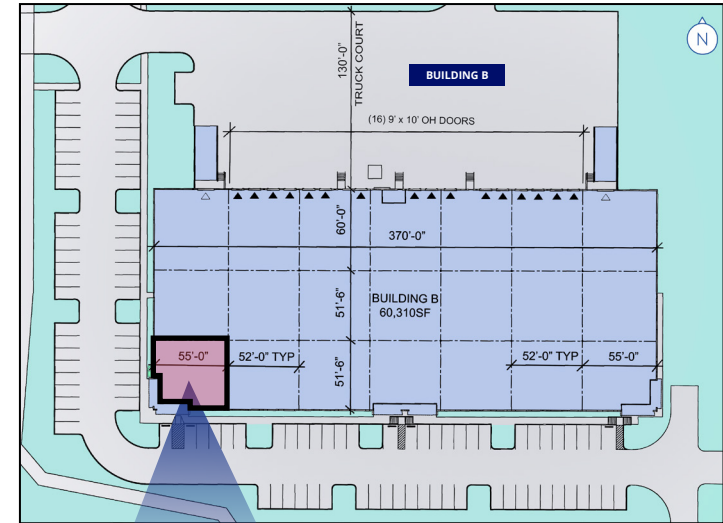 N
BUILDING B
130'-0"
TRUCK COURT
(16) 9' x 10' OH DOORS
60'-0"
370'-0"
51'-6"
BUILDING B
60,310SF
55'-0"
52'-0" TYP
52'-0" TYP
55'-0"
51'-6"